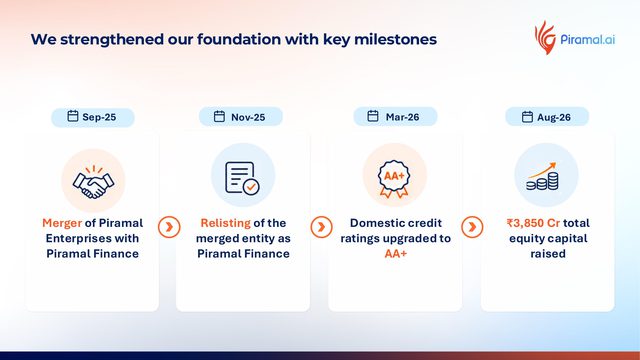 We strengthened our foundation with key milestones
Piramal.ai
Sep-25
Nov-25
Mar-26
Aug-26
AA+
Merger of Piramal
Enterprises with
Piramal Finance
Relisting of the
merged entity as
Piramal Finance
Domestic credit
ratings upgraded to
AA+
₹3,850 Cr total
equity capital
raised